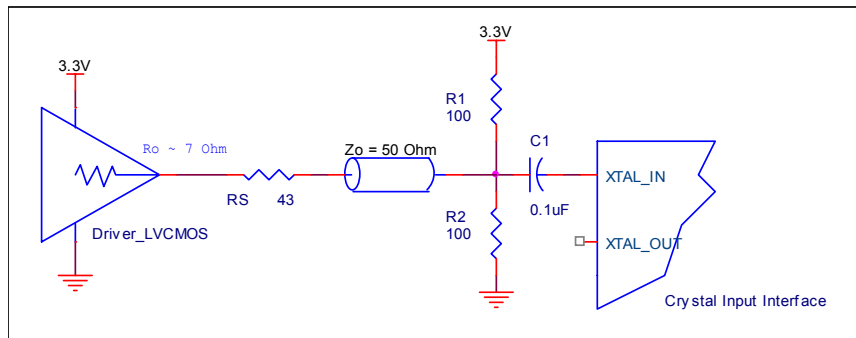 3.3V
3.3V
R1
100
Ro ~ 7 Ohm
Zo = 50 Ohm
C1
XTAL_IN
RS 43
0.1uF
R2
100
Driver_LVCMOS
XTAL_OUT
Crystal Input Interface